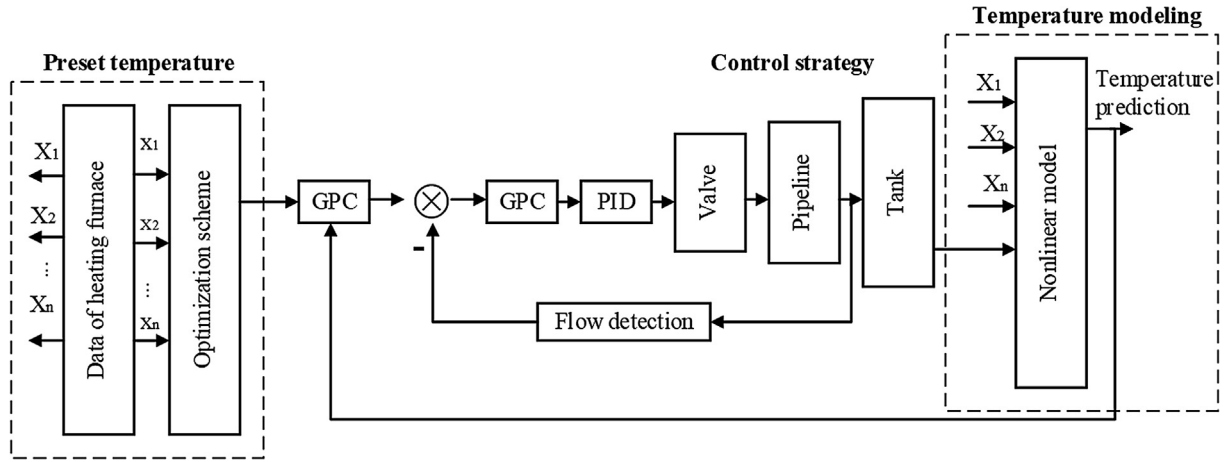 Preset temperature
X1
X2
...
Xn
Data of heating furnace
X1
X2
...
Xn
Optimization scheme
Control strategy
GPC
-
GPC
PID
Valve
Pipeline
Tank
Flow detection
Temperature modeling
X1
X2
Xn
Nonlinear model
Temperature
prediction